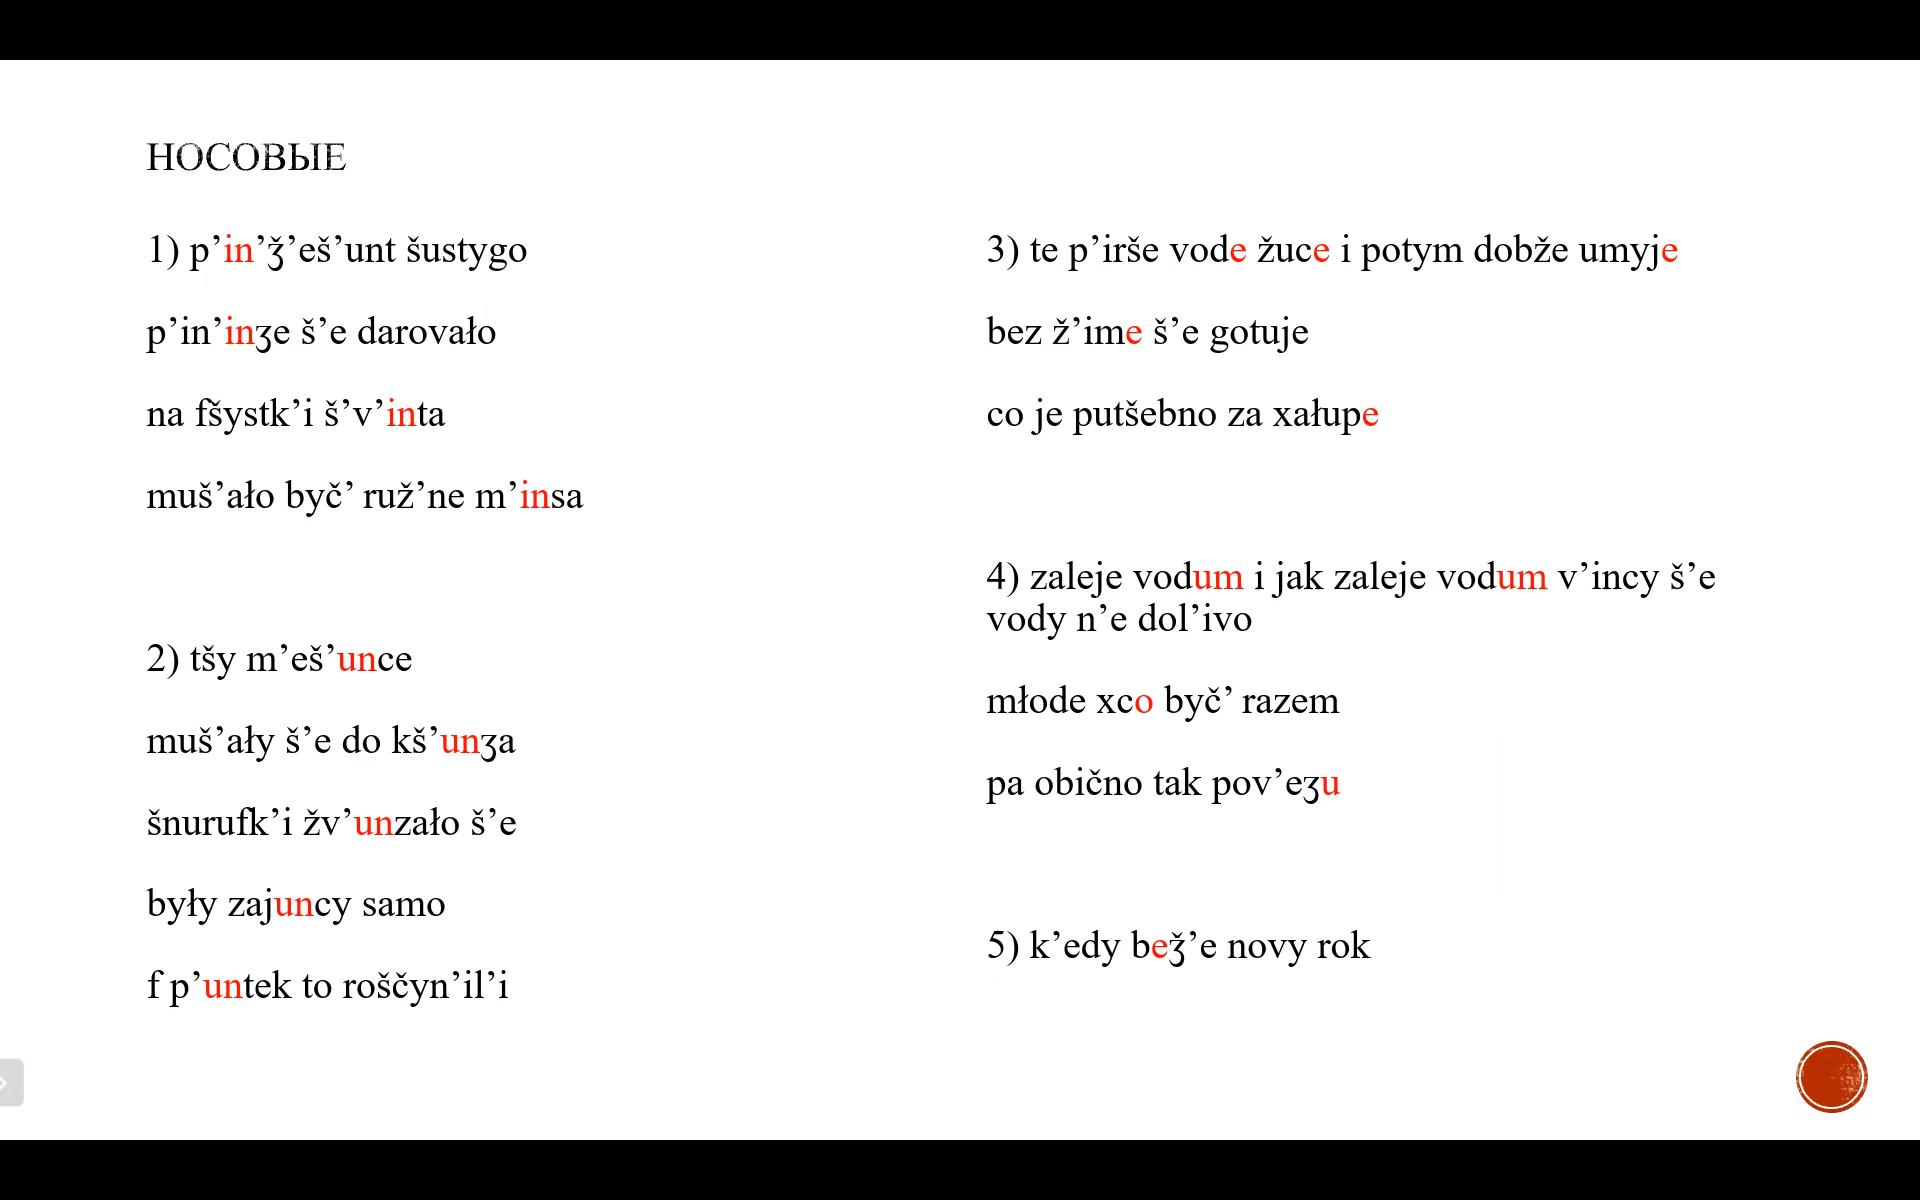 НОСОВЫЕ
1) p’in’ǯ’eš’unt šustygo
p’in’inʒe š’e darovało
na fšystk’i š’v’inta
muš’ało byč’ ruž’ne m’insa
2) tšy m’eš’unce
muš’ały š’e do kš’unʒa
šnurufk’i žv’unzało š’e
były zajuncy samo
f p’untek to roščyn’il’i
3) te p’irše vode žuce i potym dobže umyje
bez ž’ime š’e gotuje
co je putšebno za xałupe
4) zaleje vodum i jak zaleje vodum v’incy š’e
vody n’e dol’ivo
młode xco byč’ razem
pa obično tak pov’eʒu
5) k’edy beǯ’e novy rok